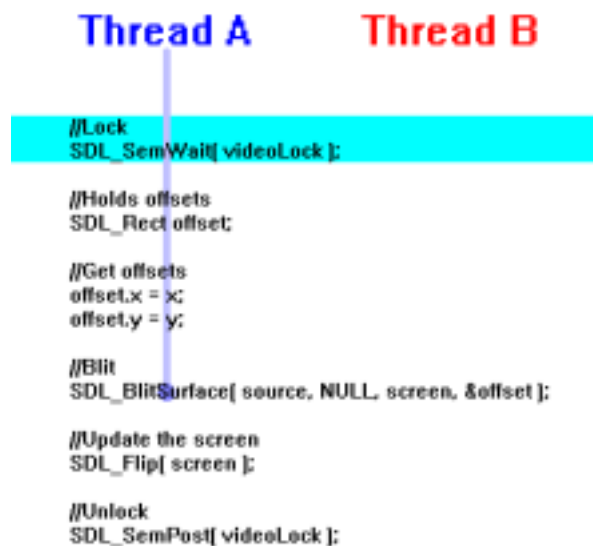 Thread A Thread B
//Lock
SDL_SemWait( videoLock );
//Holds offsets
SDL_Rect offset;
//Get offsets
offset.x = x;
offset.y = y;
//Blit
SDL_BlitSurface( source, NULL, screen, &offset );
//Update the screen
SDL_Flip( screen );
//Unlock
SDL_SemPost( videoLock );